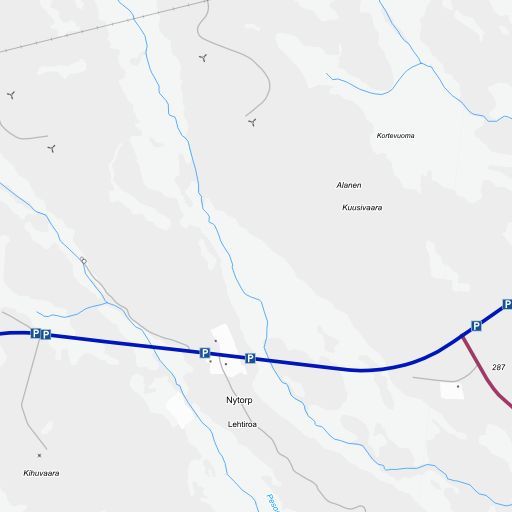 Kortevuoma
Alanen
Kuusivaara
P
P
P
P P
P
287
Nytorp
Lehtiroa
Kihuvaara